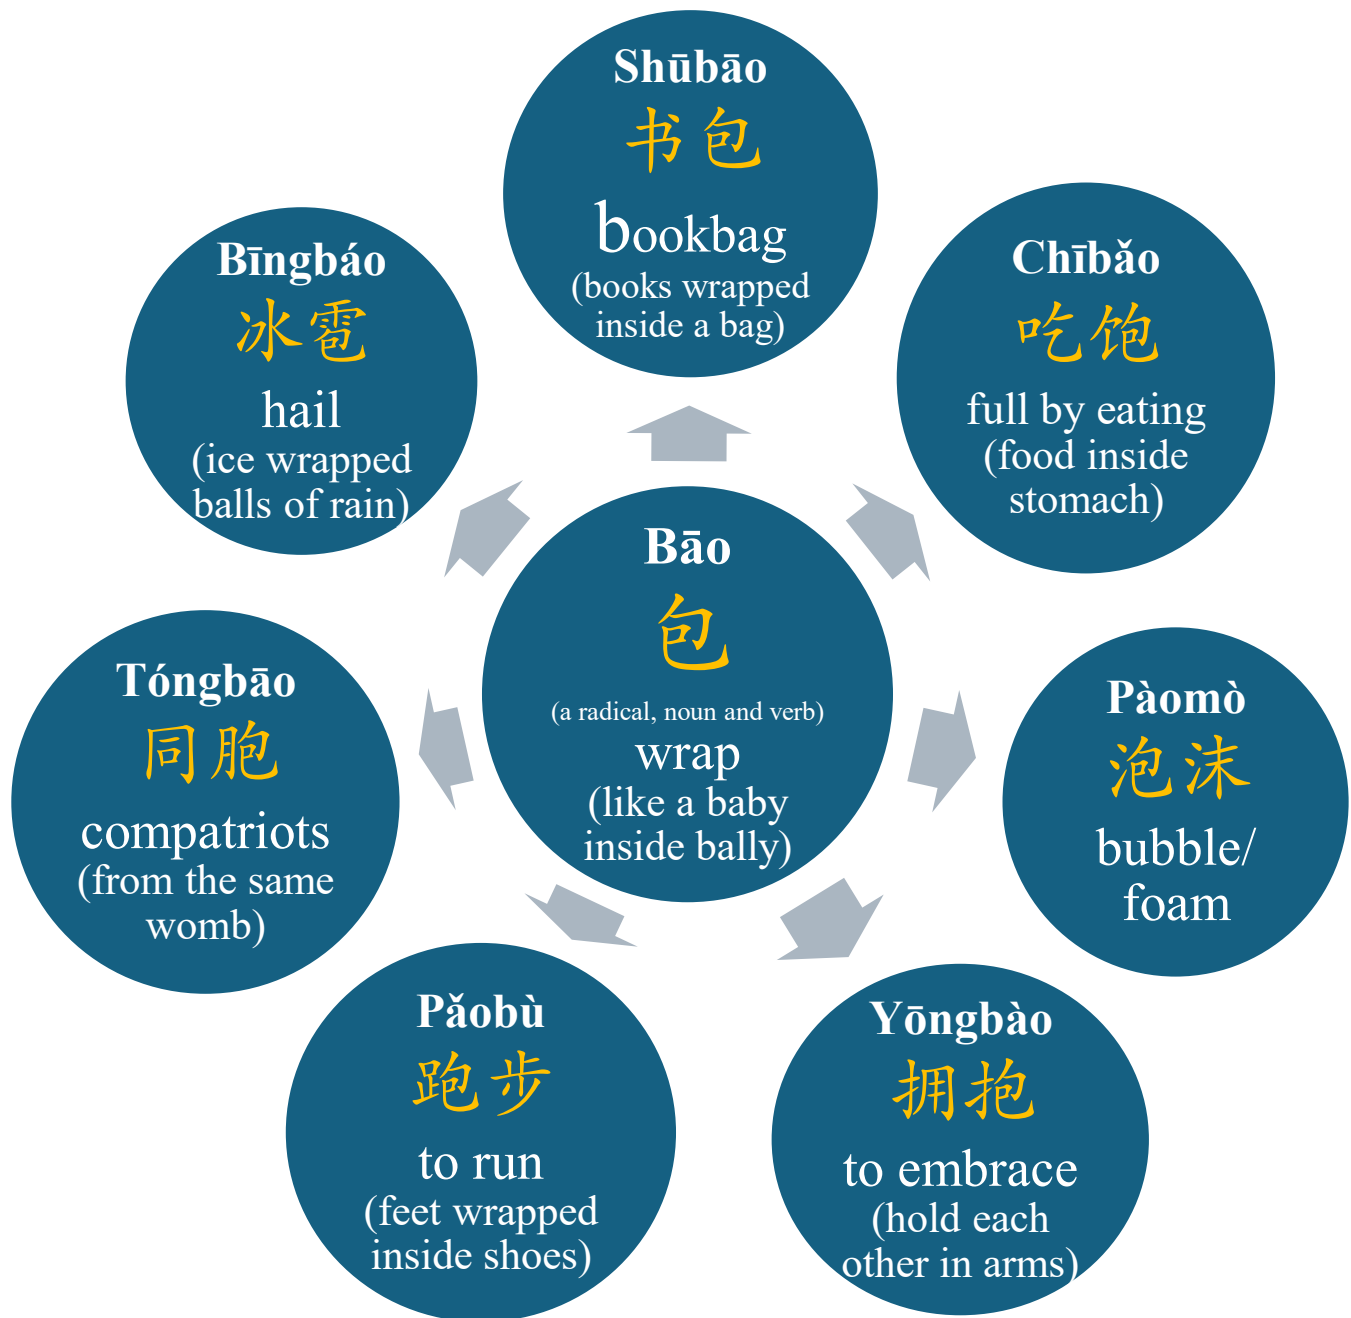 Shūbāo
书包
bookbag
(books wrapped
inside a bag)
Chībǎo
吃饱
full by eating
(food inside
stomach)
Pàomò
泡沫
bubble/
foam
Yōngbào
拥抱
to embrace
(hold each
other in arms)
Pǎobù
跑步
to run
(feet wrapped
inside shoes)
Tóngbāo
同胞
compatriots
(from the same
womb)
Bīngbáo
冰雹
hail
(ice wrapped
balls of rain)
Bāo
包
(a radical, noun and verb)
wrap
(like a baby
inside bally)